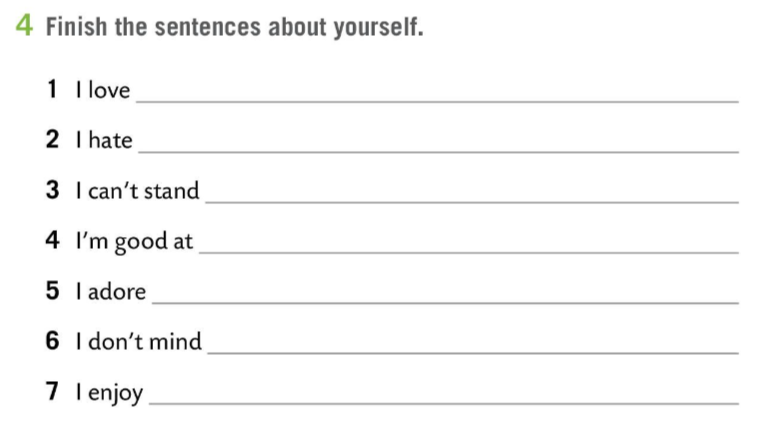 4 Finish the sentences about yourself.
1 I love
2 I hate
3 I can't stand
4 I'm good at
5 I adore
6 I don't mind
7 I enjoy